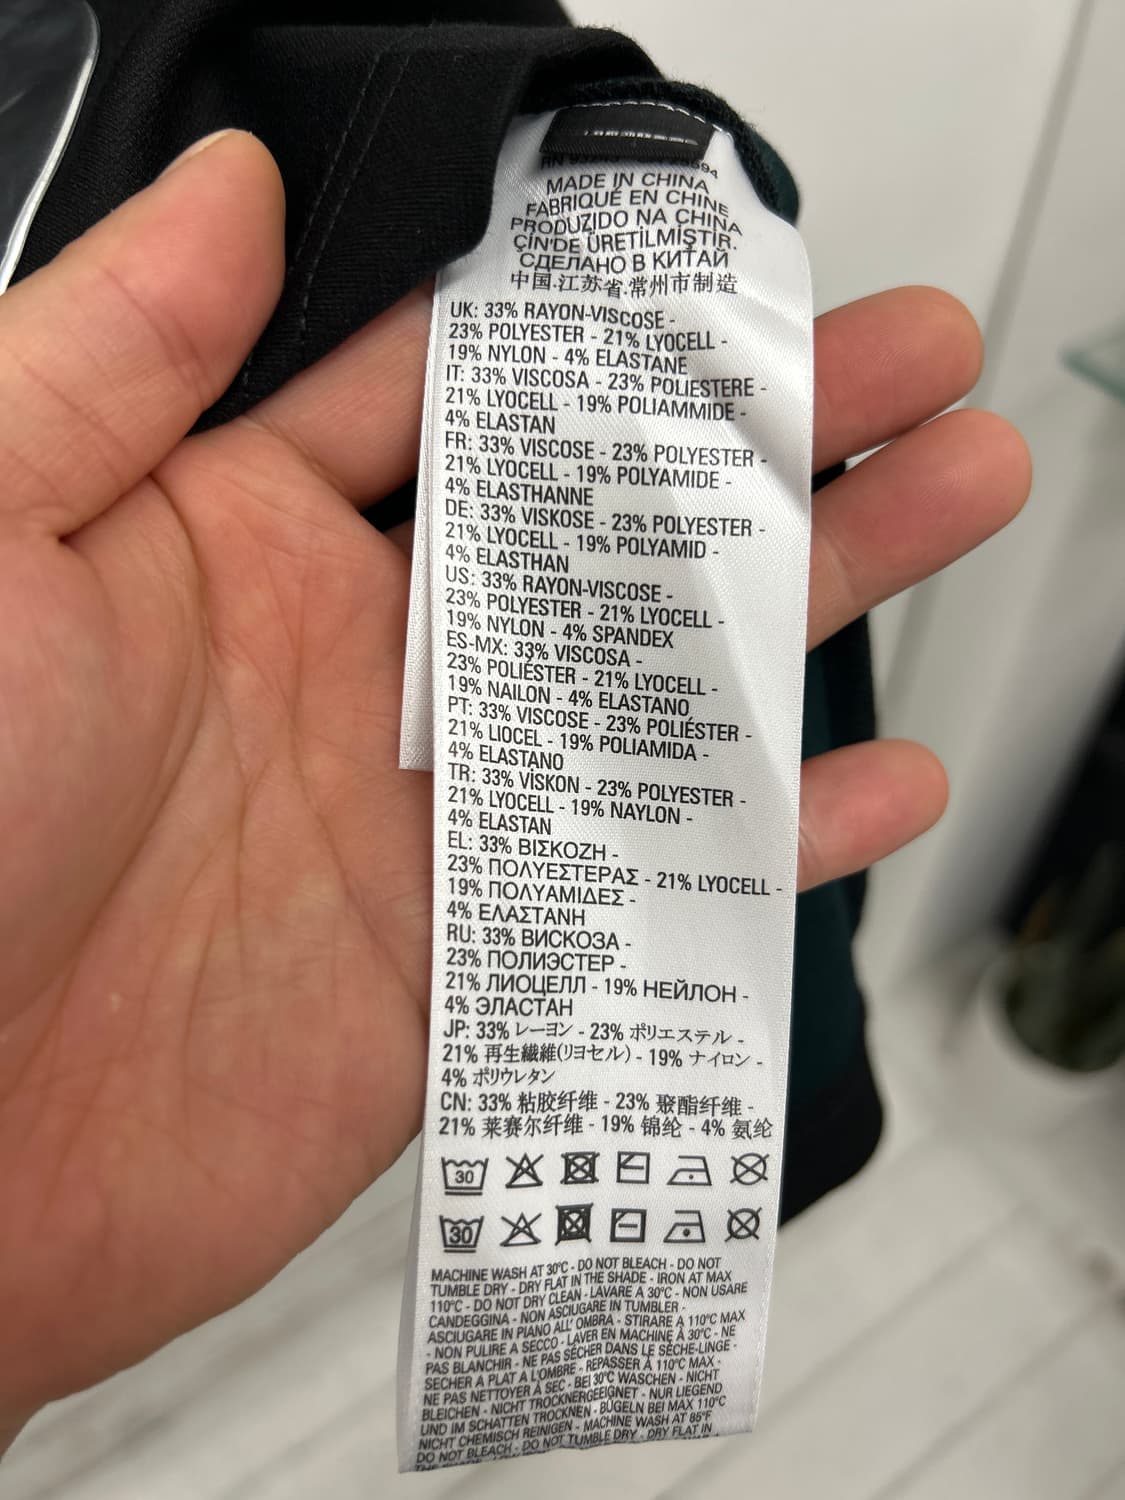 MADE IN CHINA
FABRIQUÉ EN CHINE
PRODUZIDO NA CHINA
ÇİN'DE ÜRETİLMİŞTİR.
СДЕЛАНО В КИТАЙ
中国.江苏省.常州市制造
UK: 33% RAYON-VISCOSE -
23% POLYESTER - 21% LYOCELL -
19% NYLON - 4% ELASTANE
IT: 33% VISCOSA - 23% POLIESTERE -
21% LYOCELL - 19% POLIAMMIDE -
4% ELASTAN
FR: 33% VISCOSE - 23% POLYESTER -
21% LYOCELL - 19% POLYAMIDE -
4% ELASTHANNE
DE: 33% VISKOSE - 23% POLYESTER -
21% LYOCELL - 19% POLYAMID -
4% ELASTHAN
US: 33% RAYON-VISCOSE -
23% POLYESTER - 21% LYOCELL -
19% NYLON - 4% SPANDEX
ES-MX: 33% VISCOSA -
23% POLIÉSTER - 21% LYOCELL -
19% NAILON - 4% ELASTANO
PT: 33% VISCOSE - 23% POLIÉSTER -
21% LIOCEL - 19% POLIAMIDA -
4% ELASTANO
TR: 33% VİSKON - 23% POLYESTER -
21% LYOCELL - 19% NAYLON -
4% ELASTAN
EL: 33% ΒΙΣΚΟΖΗ -
23% ΠΟΛΥΕΣΤΕΡΑΣ - 21% LYOCELL -
19% ΠΟΛΥΑΜΙΔΕΣ -
4% ΕΛΑΣΤΑΝΗ
RU: 33% ВИСКОЗА -
23% ПОЛИЭСТЕР -
21% ЛИОЦЕЛЛ - 19% НЕЙЛОН -
4% ЭЛАСТАН
JP: 33% レーヨン - 23% ポリエステル -
21% 再生繊維(リヨセル) - 19% ナイロン -
4% ポリウレタン
CN: 33% 粘胶纤维 - 23% 聚酯纤维 -
21% 莱赛尔纤维 - 19% 锦纶 - 4% 氨纶
30
30
MACHINE WASH AT 30°C - DO NOT BLEACH - DO NOT
TUMBLE DRY - DRY FLAT IN THE SHADE - IRON AT MAX
110°C - DO NOT DRY CLEAN - LAVARE A 30°C - NON USARE
CANDEGGINA - NON ASCIUGARE IN TUMBLER -
ASCIUGARE IN PIANO ALL' OMBRA - STIRARE A 110°C MAX
- NON PULIRE A SECCO - LAVER EN MACHINE À 30°C - NE
PAS BLANCHIR - NE PAS SÉCHER DANS LE SÈCHE-LINGE -
SECHER A PLAT A L'OMBRE - REPASSER À 110°C MAX -
NE PAS NETTOYER À SEC - BEI 30°C WASCHEN - NICHT
BLEICHEN - NICHT TROCKNERGEEIGNET - NUR LIEGEND
UND IM SCHATTEN TROCKNEN - BÜGELN BEI MAX 110°C
NICHT CHEMISCH REINIGEN - MACHINE WASH AT 85°F
DO NOT BLEACH - DO NOT TUMBLE DRY - DRY FLAT IN